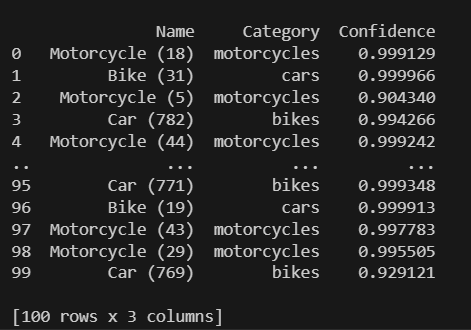 Name Category Confidence
0 Motorcycle (18) motorcycles 0.999129
1 Bike (31) cars 0.999966
2 Motorcycle (5) motorcycles 0.904340
3 Car (782) bikes 0.994266
4 Motorcycle (44) motorcycles 0.999242
.. ... ... ...
95 Car (771) bikes 0.999348
96 Bike (19) cars 0.999913
97 Motorcycle (43) motorcycles 0.997783
98 Motorcycle (29) motorcycles 0.995505
99 Car (769) bikes 0.929121
[100 rows x 3 columns]